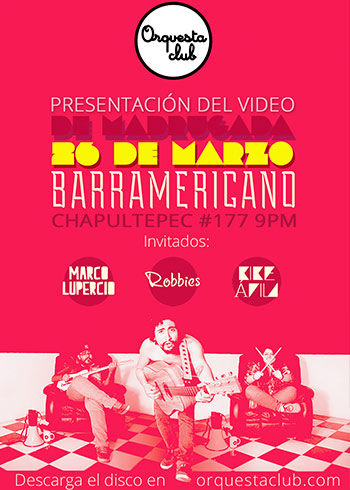 Orquesta
club
PRESENTACIÓN DEL VIDEO
DE MADRUGADA
26 DE MARZO
BARRAMERICANO
CHAPULTEPEC #177 9PM
Invitados:
MARCO
LUPERCIO
Robbies
KIKE
ÁVILA
Descarga el disco en orquestaclub.com